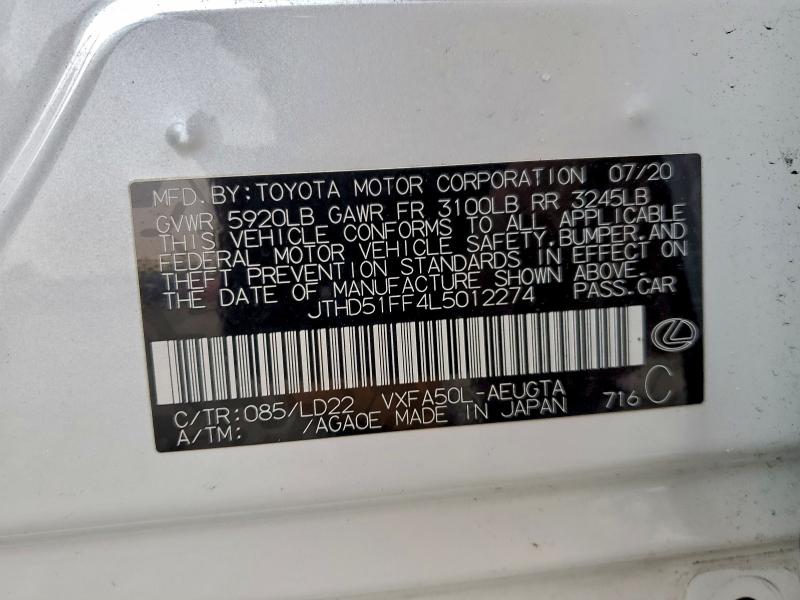 MFD. BY: TOYOTA MOTOR CORPORATION 07/20
GVWR 5920LB GAWR FR 3100LB RR 3245LB
THIS VEHICLE CONFORMS TO ALL APPLICABLE
FEDERAL MOTOR VEHICLE SAFETY, BUMPER, AND
THEFT PREVENTION STANDARDS IN EFFECT ON
THE DATE OF MANUFACTURE SHOWN ABOVE.
JTHD51FF4L5012274 PASS.CAR
C/TR: 085/LD22 VXFA50L-AEUGTA
A/TM: /AGAOE MADE IN JAPAN 716 C